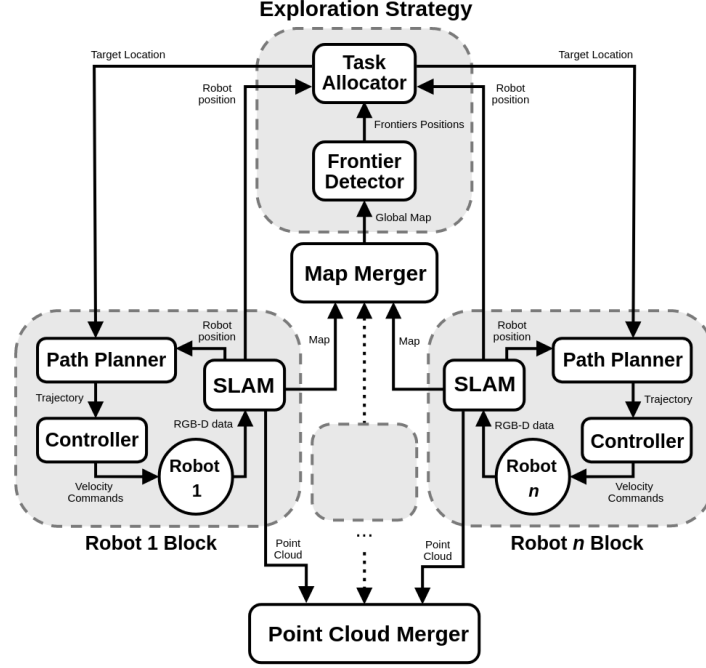 Exploration Strategy
Target Location
Task
Allocator
Target Location
Robot
position
Robot
position
Frontiers Positions
Frontier
Detector
Global Map
Map Merger
Robot
position
Map
Map
Robot
position
Path Planner
SLAM
SLAM
Path Planner
Trajectory
RGB-D data
RGB-D data
Trajectory
Controller
Robot
1
Robot
n
Controller
Velocity
Commands
Velocity
Commands
Robot 1 Block
Robot n Block
...
Point
Cloud
Point
Cloud
Point Cloud Merger